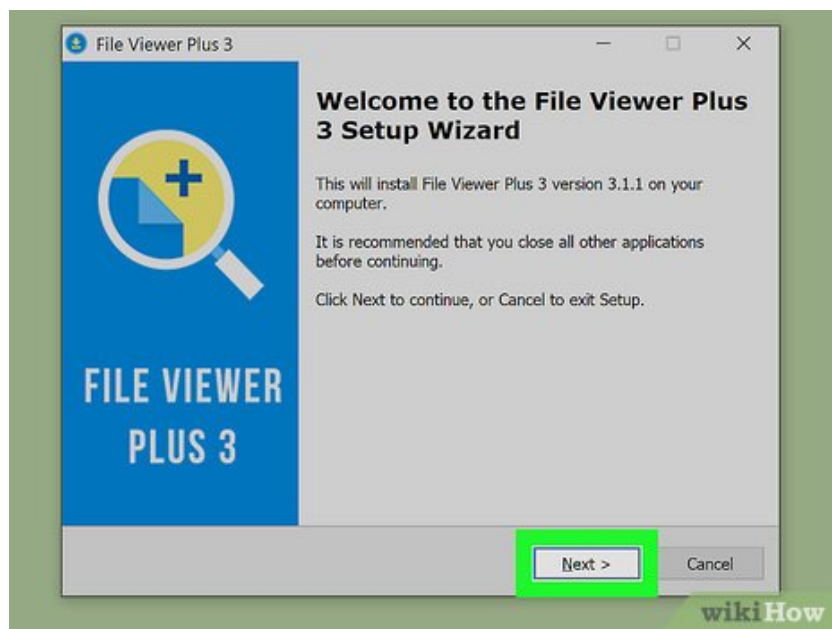 File Viewer Plus 3
Welcome to the File Viewer Plus
3 Setup Wizard
This will install File Viewer Plus 3 version 3.1.1 on your
computer.
It is recommended that you close all other applications
before continuing.
Click Next to continue, or Cancel to exit Setup.
FILE VIEWER
PLUS 3
Next >
Cancel
wikiHow